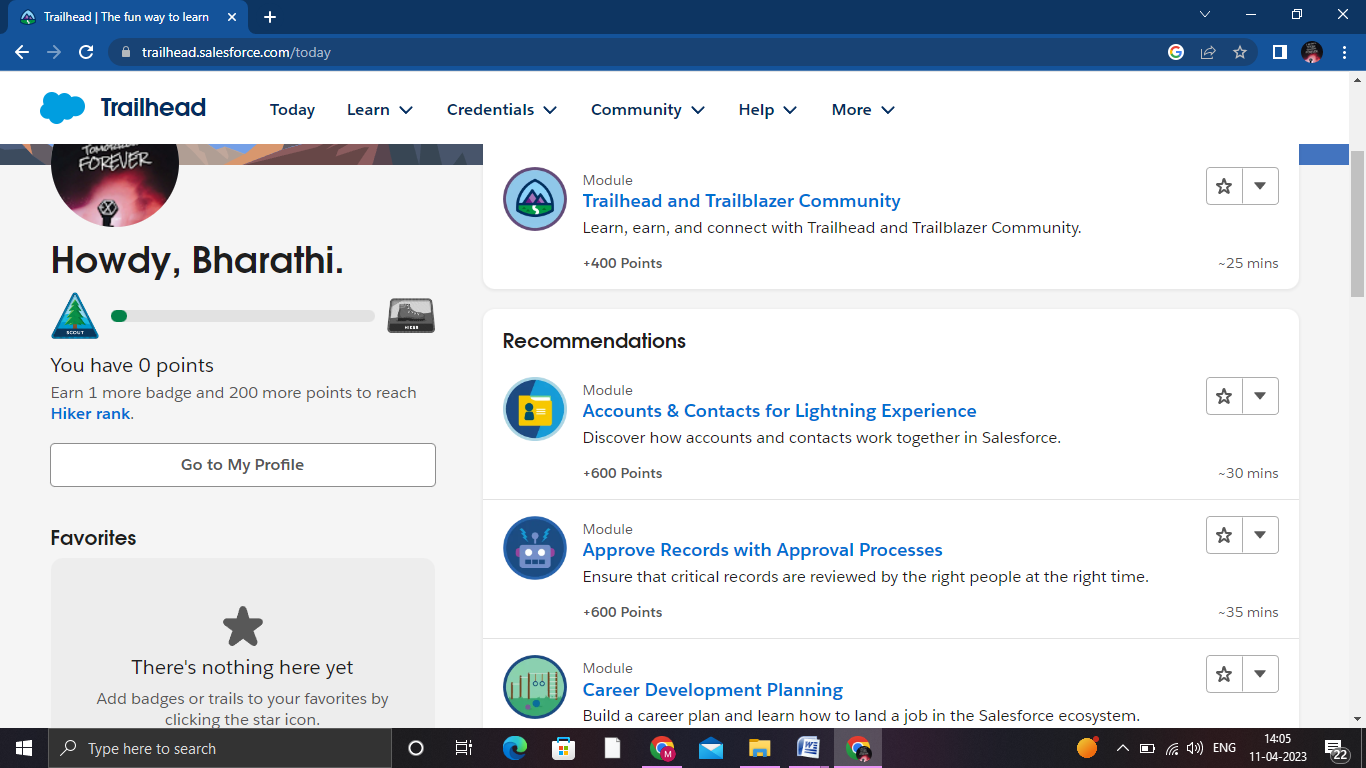 Trailhead | The fun way to learn
trailhead.salesforce.com/today
Trailhead
Today
Learn
Credentials
Community
Help
More
TOMORROW
FOREVER
Howdy, Bharathi.
SCOUT
HIKER
You have 0 points
Earn 1 more badge and 200 more points to reach
Hiker rank.
Go to My Profile
Favorites
There's nothing here yet
Add badges or trails to your favorites by
clicking the star icon.
Module
Trailhead and Trailblazer Community
Learn, earn, and connect with Trailhead and Trailblazer Community.
+400 Points
~25 mins
Recommendations
Module
Accounts & Contacts for Lightning Experience
Discover how accounts and contacts work together in Salesforce.
+600 Points
~30 mins
Module
Approve Records with Approval Processes
Ensure that critical records are reviewed by the right people at the right time.
+600 Points
~35 mins
Module
Career Development Planning
Build a career plan and learn how to land a job in the Salesforce ecosystem.
Type here to search
M
W
ENG
14:05
11-04-2023
22